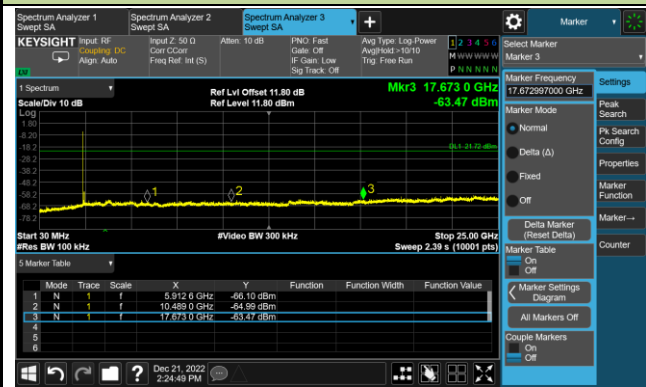 Spectrum Analyzer 1
Swept SA
Spectrum Analyzer 2
Swept SA
Spectrum Analyzer 3
Swept SA
+
Marker
KEYSIGHT
Input: RF
Coupling: DC
Align: Auto
Input Z: 50 Ω
Corr CCorr
Freq Ref: Int (S)
Atten: 10 dB
PNO: Fast
Gate: Off
IF Gain: Low
Sig Track: Off
Avg Type: Log-Power
Avg|Hold:>10/10
Trig: Free Run
1 2 3 4 5 6
M W W W W W
P N N N N N
LXI
Select Marker
Marker 3
1 Spectrum
Scale/Div 10 dB
Log
Ref Lvl Offset 11.80 dB
Ref Level 11.80 dBm
Mkr3 17.673 0 GHz
-63.47 dBm
1.80
-8.20
-18.2
-28.2
-38.2
-48.2
-58.2
-68.2
-78.2
DL1 -21.72 dBm
1
2
3
Start 30 MHz
#Res BW 100 kHz
#Video BW 300 kHz
Stop 25.00 GHz
Sweep 2.39 s (10001 pts)
5 Marker Table
Mode Trace Scale X Y Function Function Width Function Value
1 N 1 f 5.912 6 GHz -66.10 dBm
2 N 1 f 10.489 0 GHz -64.99 dBm
3 N 1 f 17.673 0 GHz -63.47 dBm
4
5
6
Marker Frequency
17.672997000 GHz
Marker Mode
Normal
Delta (Δ)
Fixed
Off
Delta Marker
(Reset Delta)
Marker Table
On
Off
Marker Settings
Diagram
All Markers Off
Couple Markers
On
Off
Settings
Peak
Search
Pk Search
Config
Properties
Marker
Function
Marker→
Counter
?
Dec 21, 2022
2:24:49 PM